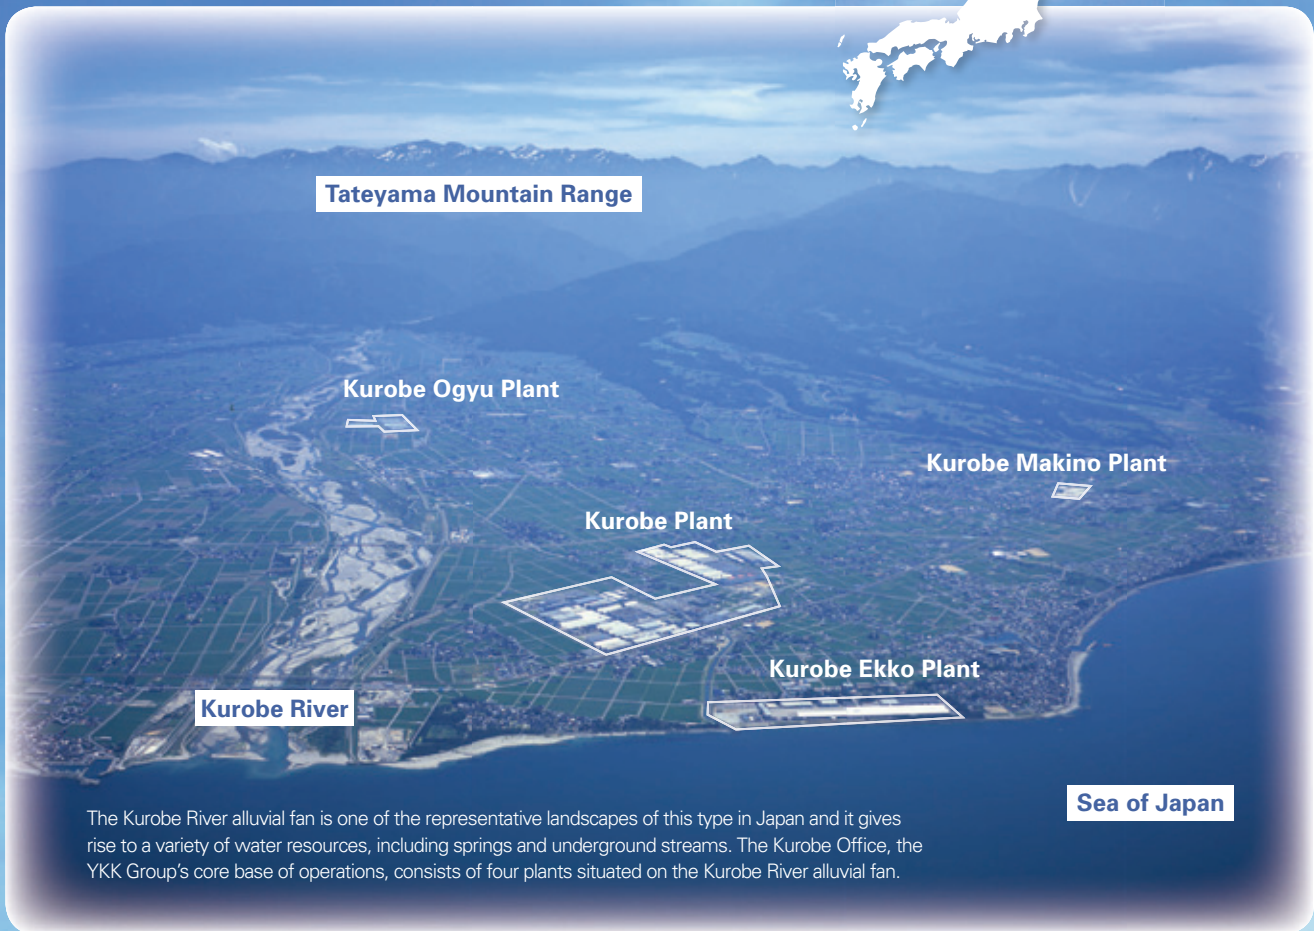 Tateyama Mountain Range
Kurobe Ogyu Plant
Kurobe Makino Plant
Kurobe Plant
Kurobe Ekko Plant
Kurobe River
Sea of Japan
The Kurobe River alluvial fan is one of the representative landscapes of this type in Japan and it gives
rise to a variety of water resources, including springs and underground streams. The Kurobe Office, the
YKK Group's core base of operations, consists of four plants situated on the Kurobe River alluvial fan.